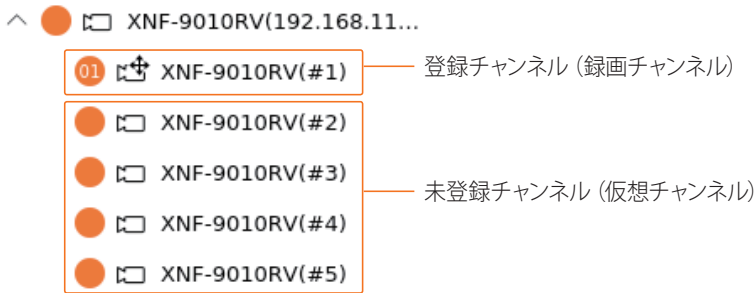 XNF-9010RV(192.168.11...
01 XNF-9010RV(#1)
登録チャンネル (録画チャンネル)
XNF-9010RV(#2)
XNF-9010RV(#3)
未登録チャンネル (仮想チャンネル)
XNF-9010RV(#4)
XNF-9010RV(#5)